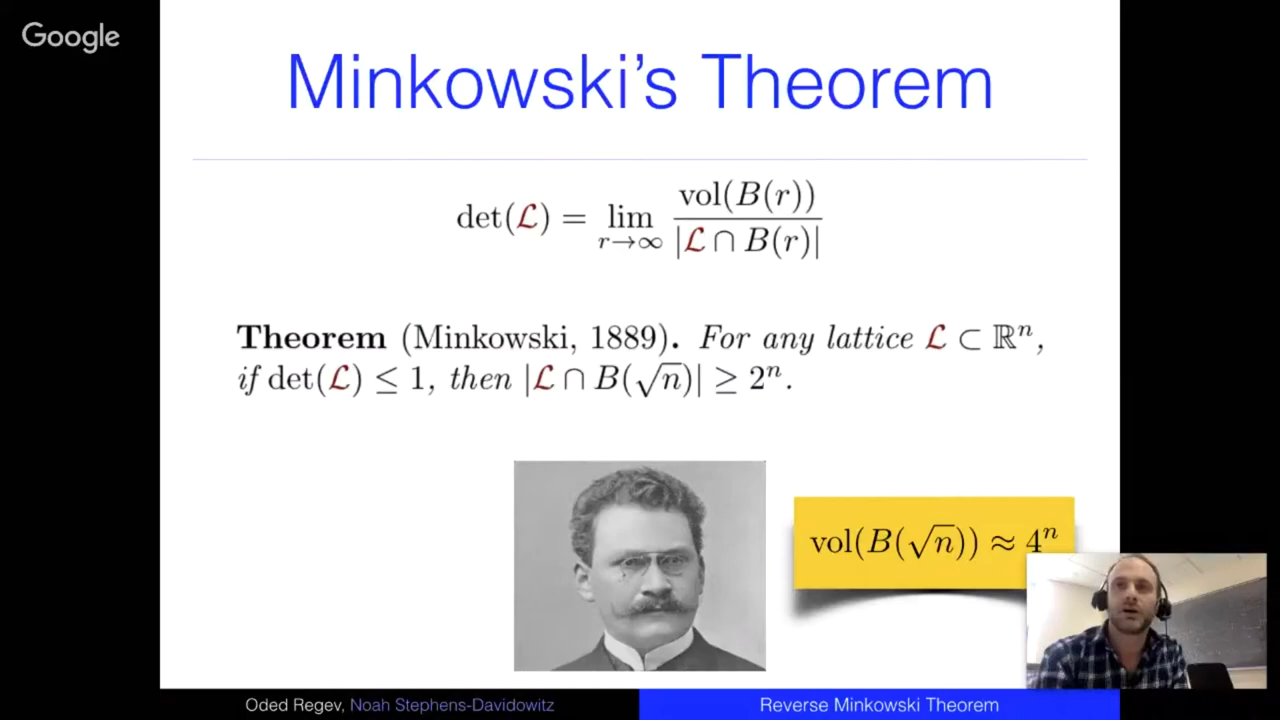 Google
Minkowski's Theorem
det(ℒ) = lim_{r→∞} vol(B(r)) / |ℒ ∩ B(r)|
Theorem (Minkowski, 1889). For any lattice ℒ ⊂ ℝⁿ,
if det(ℒ) ≤ 1, then |ℒ ∩ B(√n)| ≥ 2ⁿ.
vol(B(√n)) ≈ 4ⁿ
Oded Regev, Noah Stephens-Davidowitz
Reverse Minkowski Theorem